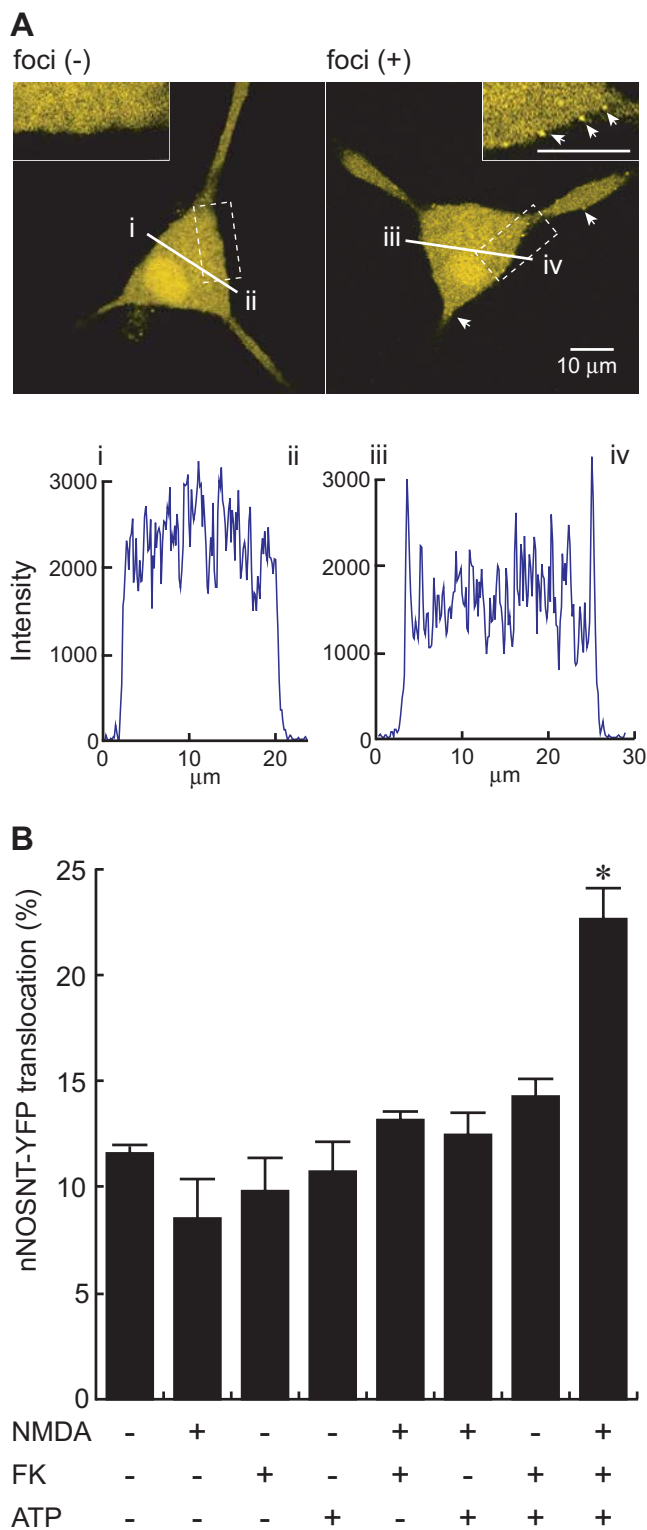 A
foci (-)
foci (+)
i
ii
iii
iv
10 μm
i
ii
iii
iv
Intensity
3000
2000
1000
0
0
10
20
μm
3000
2000
1000
0
0
10
20
30
μm
B
nNOSNT-YFP translocation (%)
25
20
15
10
5
0
*
NMDA - + - - + + - +
FK - - + - + - + +
ATP - - - + - + + +